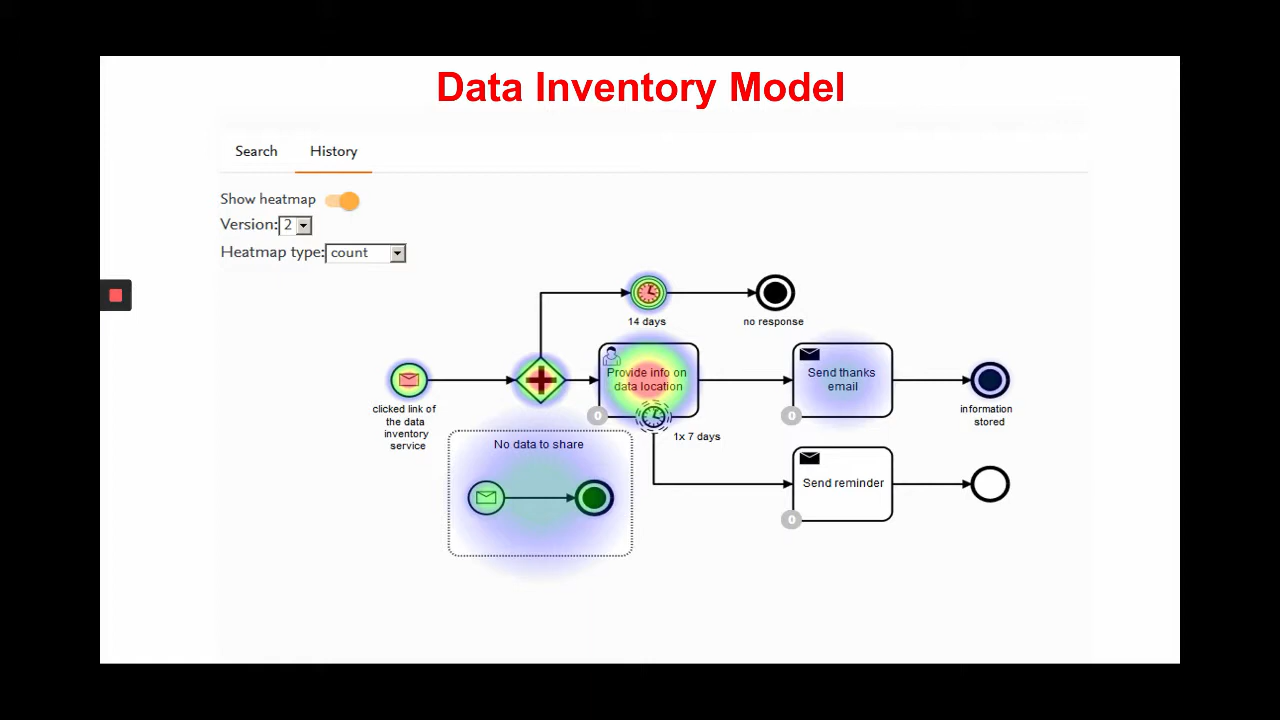 Data Inventory Model
Search
History
Show heatmap
Version: 2
Heatmap type: count
14 days
no response
Provide info on
data location
0
Send thanks
email
0
clicked link of
the data
inventory
service
information
stored
1x 7 days
No data to share
Send reminder
0